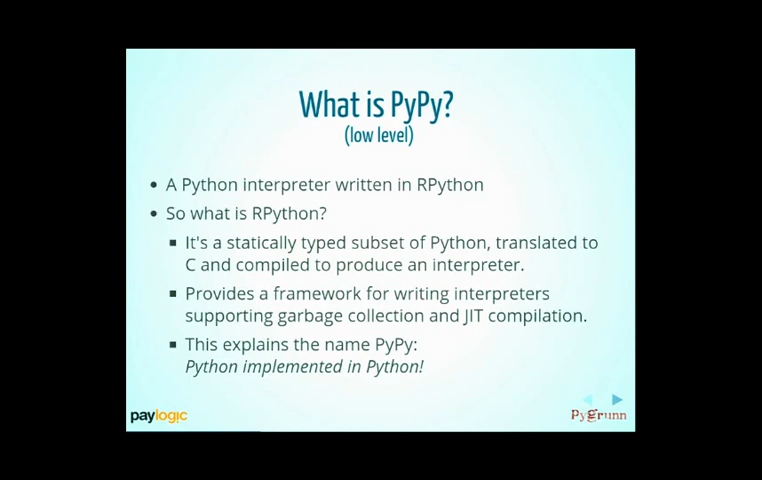 What is PyPy?
(low level)
• A Python interpreter written in RPython
• So what is RPython?
▪ It's a statically typed subset of Python, translated to
C and compiled to produce an interpreter.
▪ Provides a framework for writing interpreters
supporting garbage collection and JIT compilation.
▪ This explains the name PyPy:
Python implemented in Python!
paylogic
Pygrunn